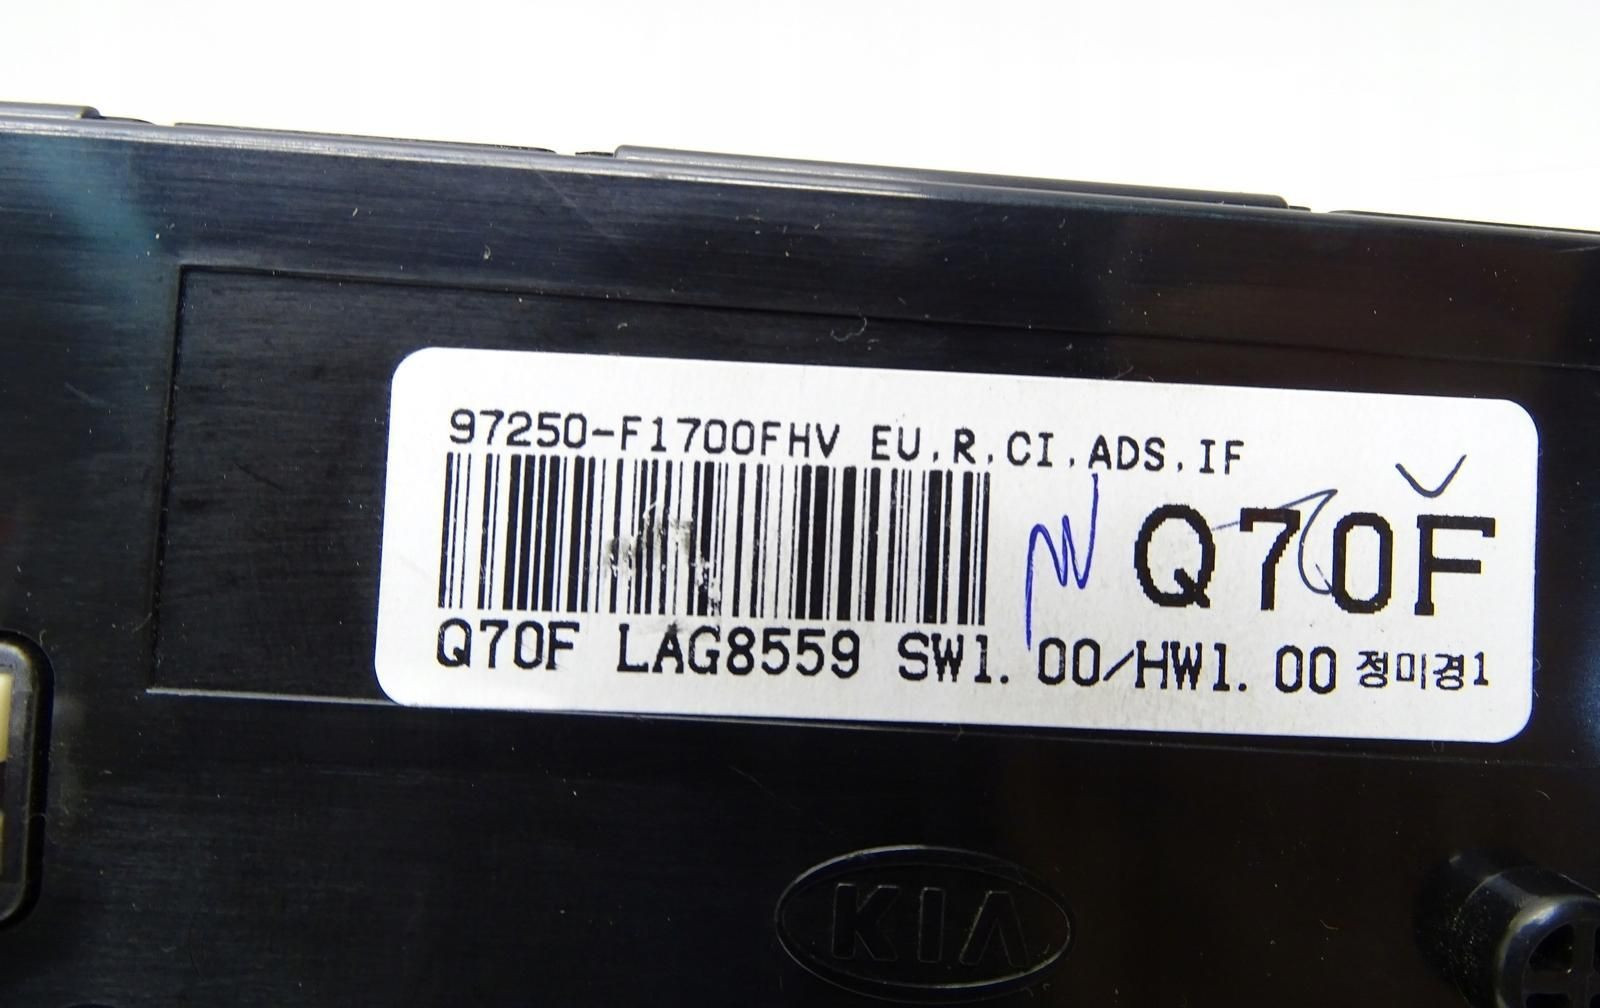 97250-F1700FHV EU.R.CI.ADS.IF
Q70F
Q70F LAG8559 SW1.00/HW1.00 정미경1
KIA